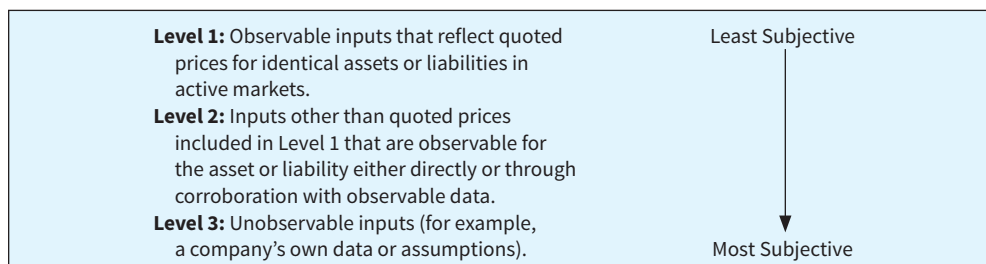 Level 1: Observable inputs that reflect quoted
prices for identical assets or liabilities in
active markets.
Level 2: Inputs other than quoted prices
included in Level 1 that are observable for
the asset or liability either directly or through
corroboration with observable data.
Level 3: Unobservable inputs (for example,
a company’s own data or assumptions).
Least Subjective
Most Subjective